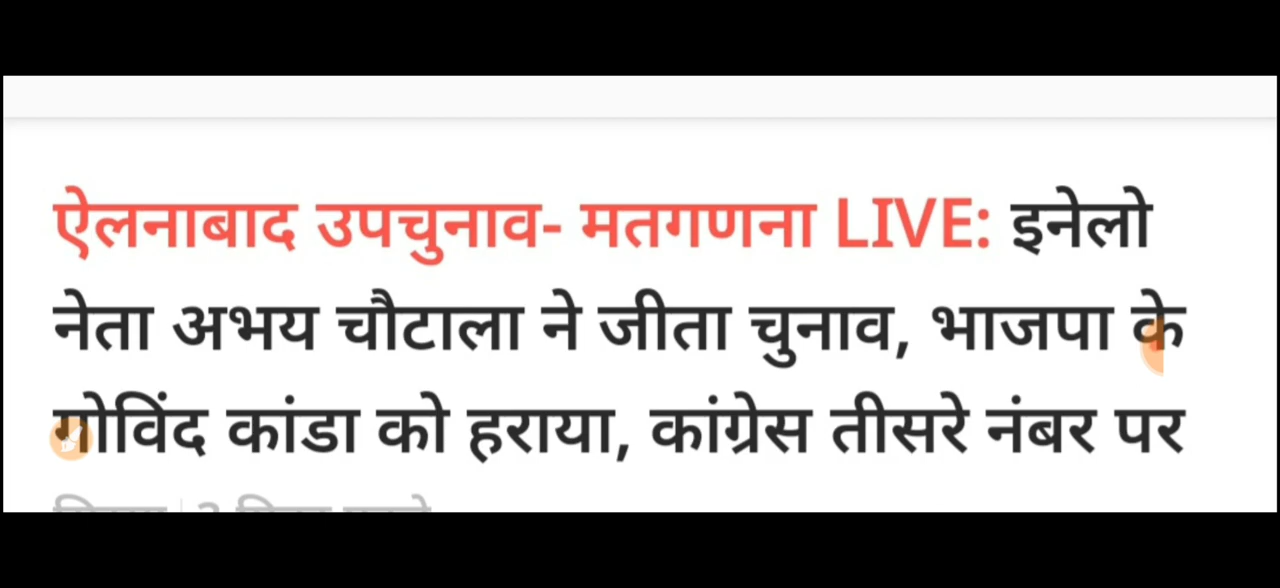 ऐलनाबाद उपचुनाव- मतगणना LIVE: इनेलो
नेता अभय चौटाला ने जीता चुनाव, भाजपा के
गोविंद कांडा को हराया, कांग्रेस तीसरे नंबर पर